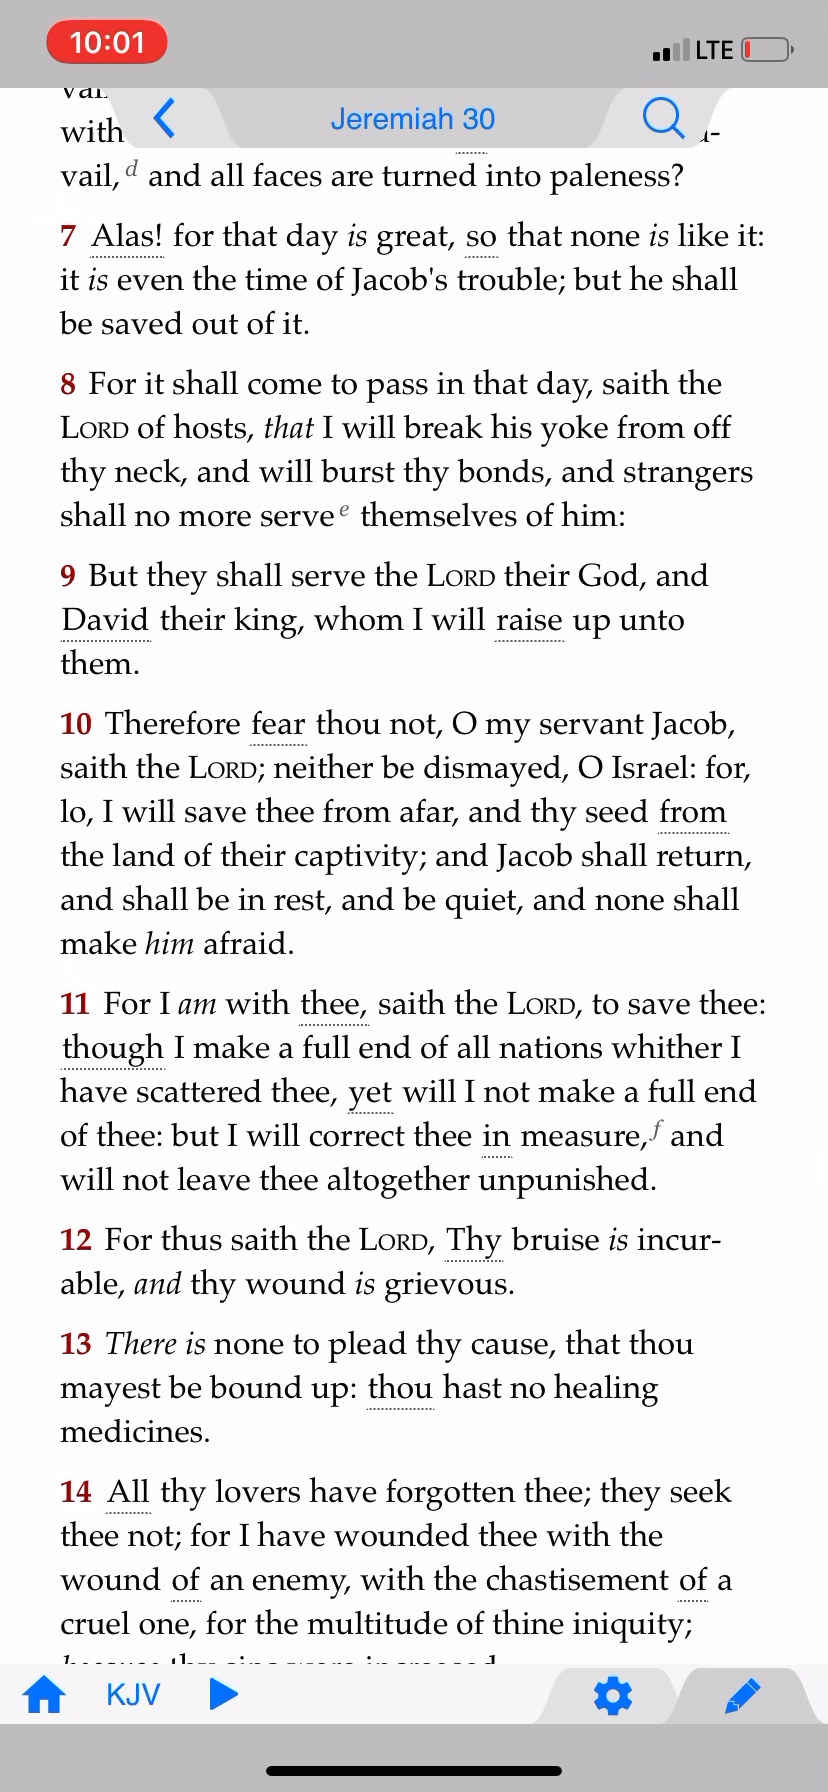 10:01
LTE
Jeremiah 30
with
vail, d and all faces are turned into paleness?
7 Alas! for that day is great, so that none is like it:
it is even the time of Jacob's trouble; but he shall
be saved out of it.
8 For it shall come to pass in that day, saith the
LORD of hosts, that I will break his yoke from off
thy neck, and will burst thy bonds, and strangers
shall no more serve e themselves of him:
9 But they shall serve the LORD their God, and
David their king, whom I will raise up unto
them.
10 Therefore fear thou not, O my servant Jacob,
saith the LORD; neither be dismayed, O Israel: for,
lo, I will save thee from afar, and thy seed from
the land of their captivity; and Jacob shall return,
and shall be in rest, and be quiet, and none shall
make him afraid.
11 For I am with thee, saith the LORD, to save thee:
though I make a full end of all nations whither I
have scattered thee, yet will I not make a full end
of thee: but I will correct thee in measure, f and
will not leave thee altogether unpunished.
12 For thus saith the LORD, Thy bruise is incur-
able, and thy wound is grievous.
13 There is none to plead thy cause, that thou
mayest be bound up: thou hast no healing
medicines.
14 All thy lovers have forgotten thee; they seek
thee not; for I have wounded thee with the
wound of an enemy, with the chastisement of a
cruel one, for the multitude of thine iniquity;
KJV